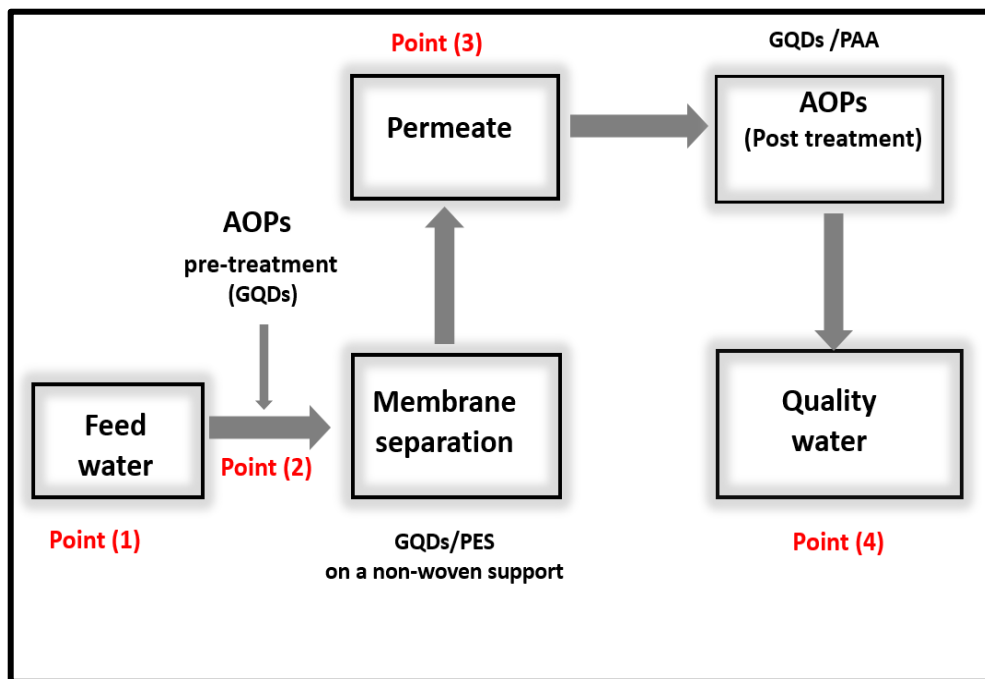 Point (3)
GQDs /PAA
Permeate
AOPs
(Post treatment)
AOPs
pre-treatment
(GQDs)
Feed
water
Point (2)
Membrane
separation
Quality
water
Point (1)
GQDs/PES
on a non-woven support
Point (4)